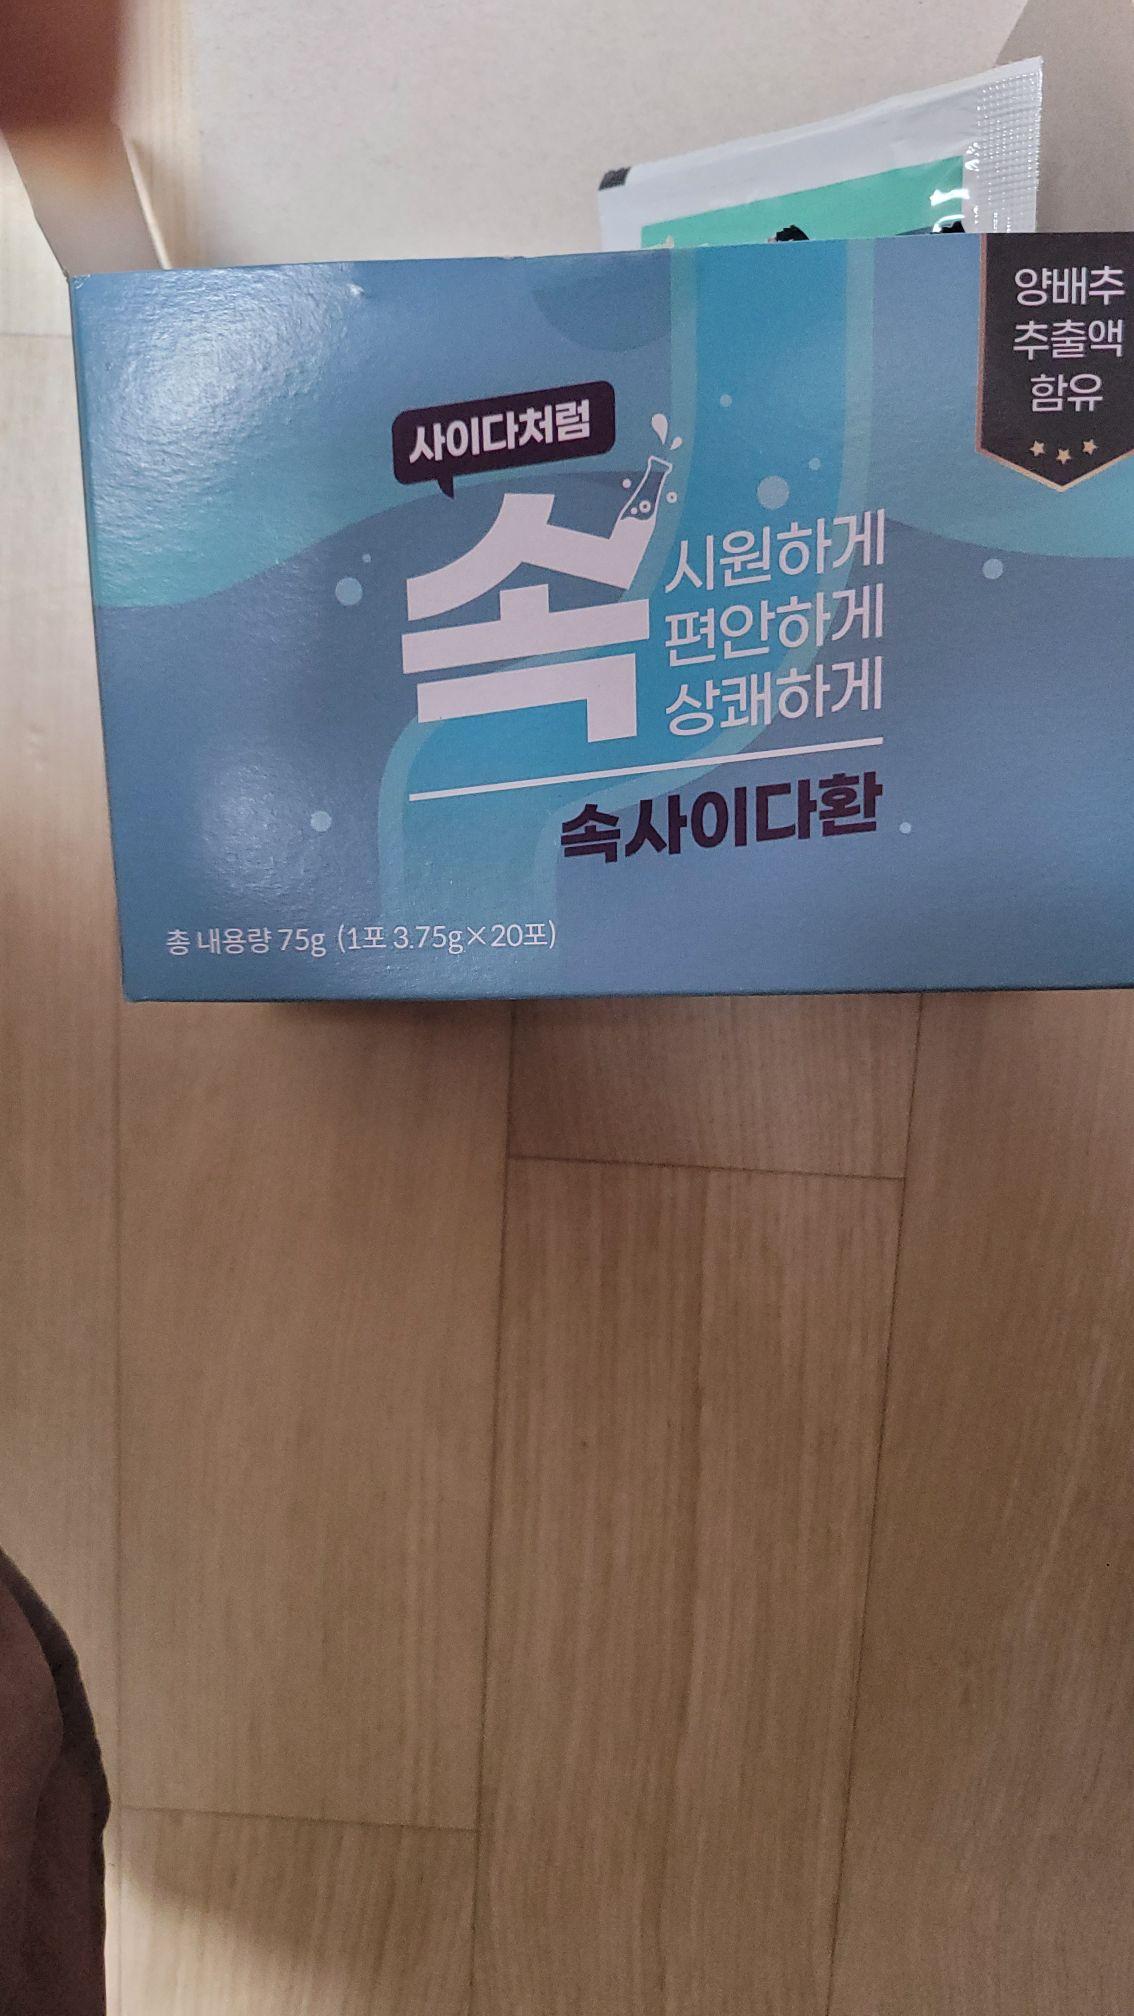 양배추
추출액
함유
사이다처럼
속
시원하게
편안하게
상쾌하게
속사이다환
총 내용량 75g (1포 3.75g×20포)